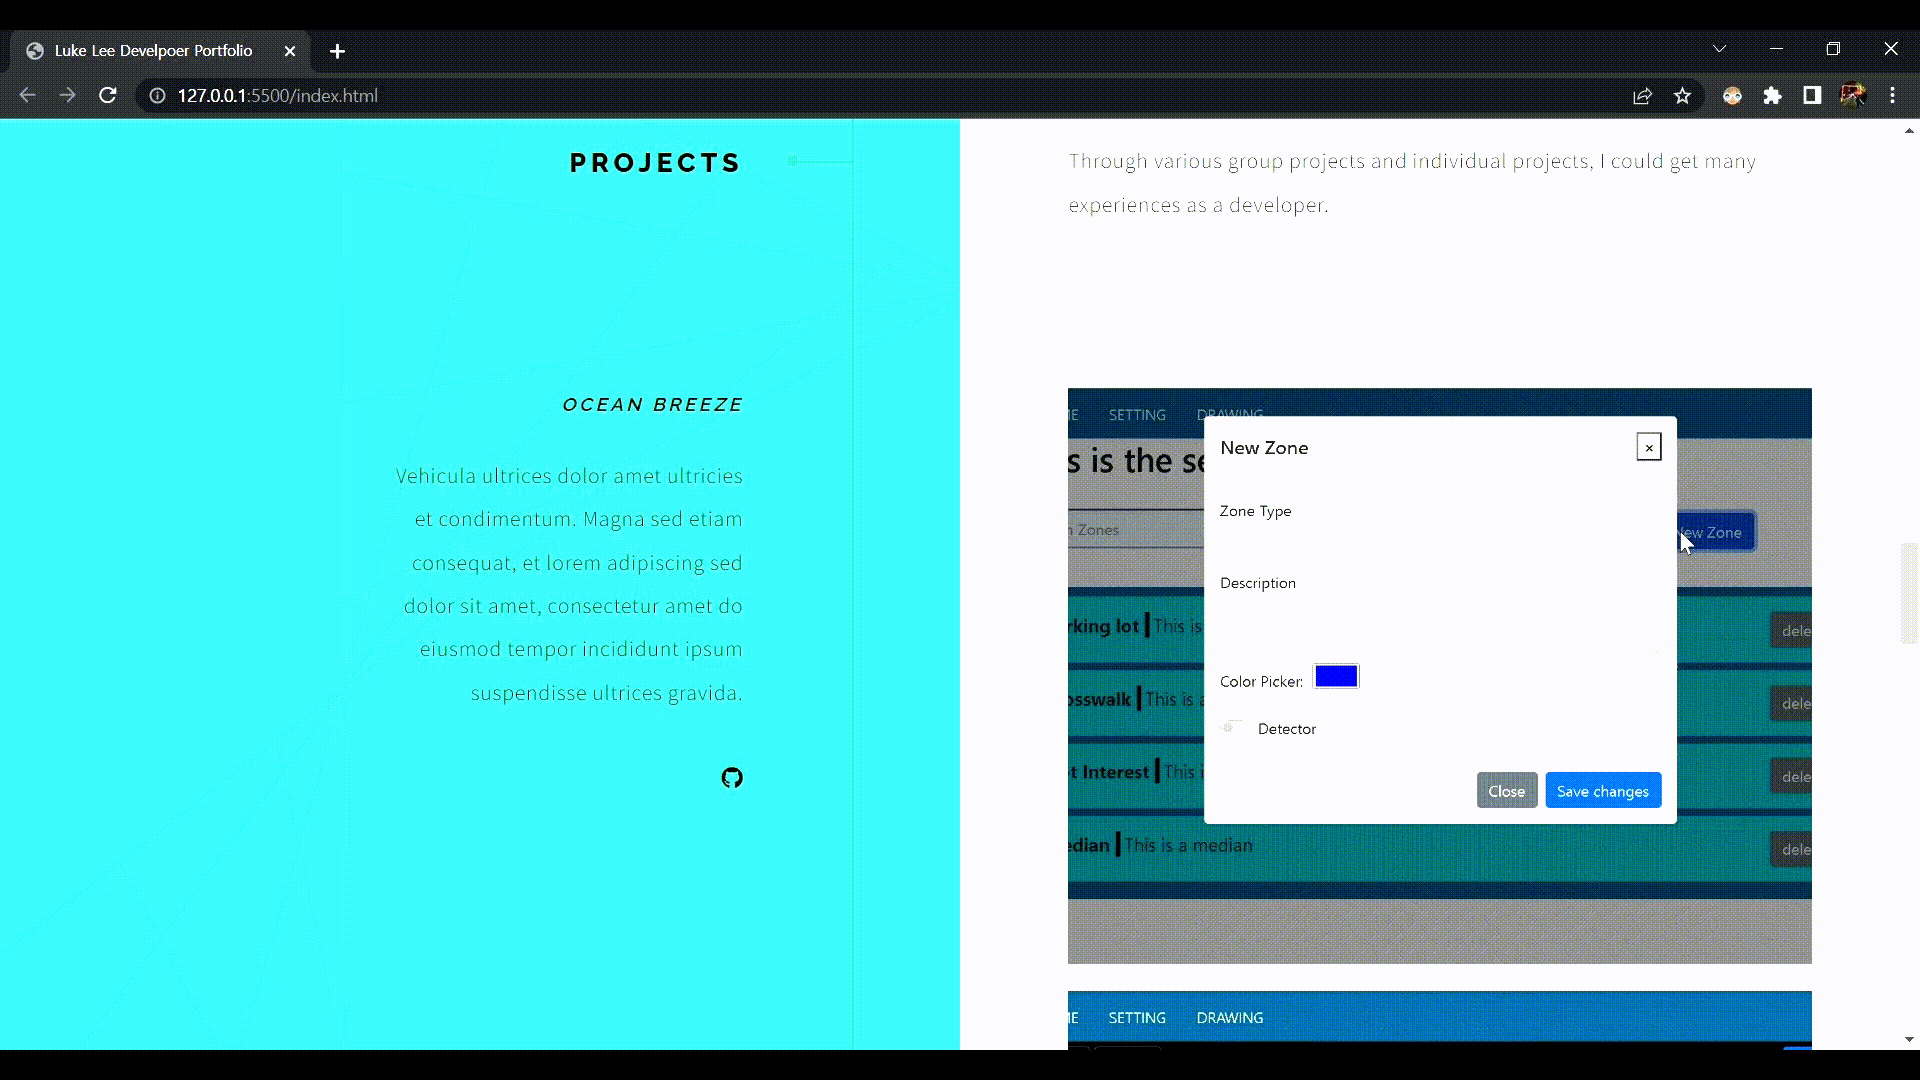 Luke Lee Develpoer Portfolio
127.0.0.1:5500/index.html
PROJECTS
Through various group projects and individual projects, I could get many
experiences as a developer.
OCEAN BREEZE
Vehicula ultrices dolor amet ultricies
et condimentum. Magna sed etiam
consequat, et lorem adipiscing sed
dolor sit amet, consectetur amet do
eiusmod tempor incididunt ipsum
suspendisse ultrices gravida.
SETTING DRAWING
s is the se
New Zone
×
Zone Type
Zones
New Zone
Description
rking lot This is
dele
Color Picker:
osswalk This is a
dele
Detector
t Interest This i
dele
Close Save changes
edian This is a median
dele
SETTING DRAWING